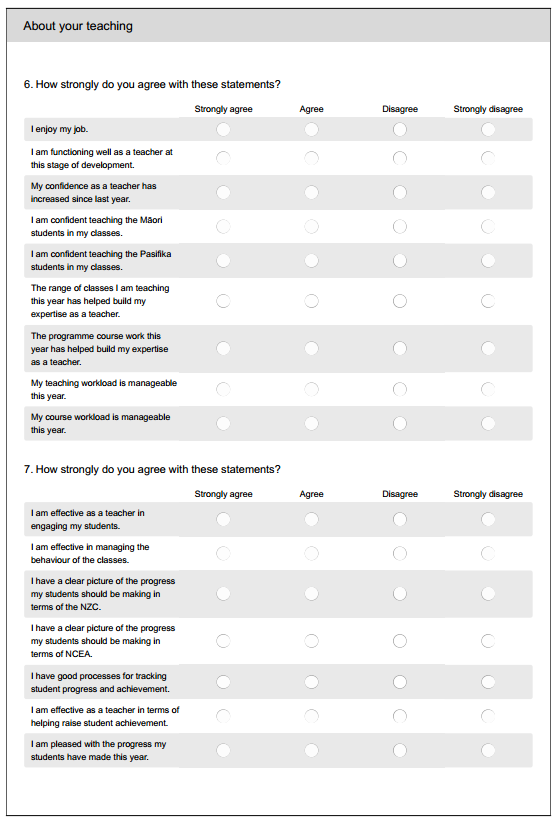 About your teaching
6. How strongly do you agree with these statements?
Strongly agree Agree Disagree Strongly disagree
I enjoy my job.
I am functioning well as a teacher at
this stage of development.
My confidence as a teacher has
increased since last year.
I am confident teaching the Māori
students in my classes.
I am confident teaching the Pasifika
students in my classes.
The range of classes I am teaching
this year has helped build my
expertise as a teacher.
The programme course work this
year has helped build my expertise
as a teacher.
My teaching workload is manageable
this year.
My course workload is manageable
this year.
7. How strongly do you agree with these statements?
Strongly agree Agree Disagree Strongly disagree
I am effective as a teacher in
engaging my students.
I am effective in managing the
behaviour of the classes.
I have a clear picture of the progress
my students should be making in
terms of the NZC.
I have a clear picture of the progress
my students should be making in
terms of NCEA.
I have good processes for tracking
student progress and achievement.
I am effective as a teacher in terms of
helping raise student achievement.
I am pleased with the progress my
students have made this year.